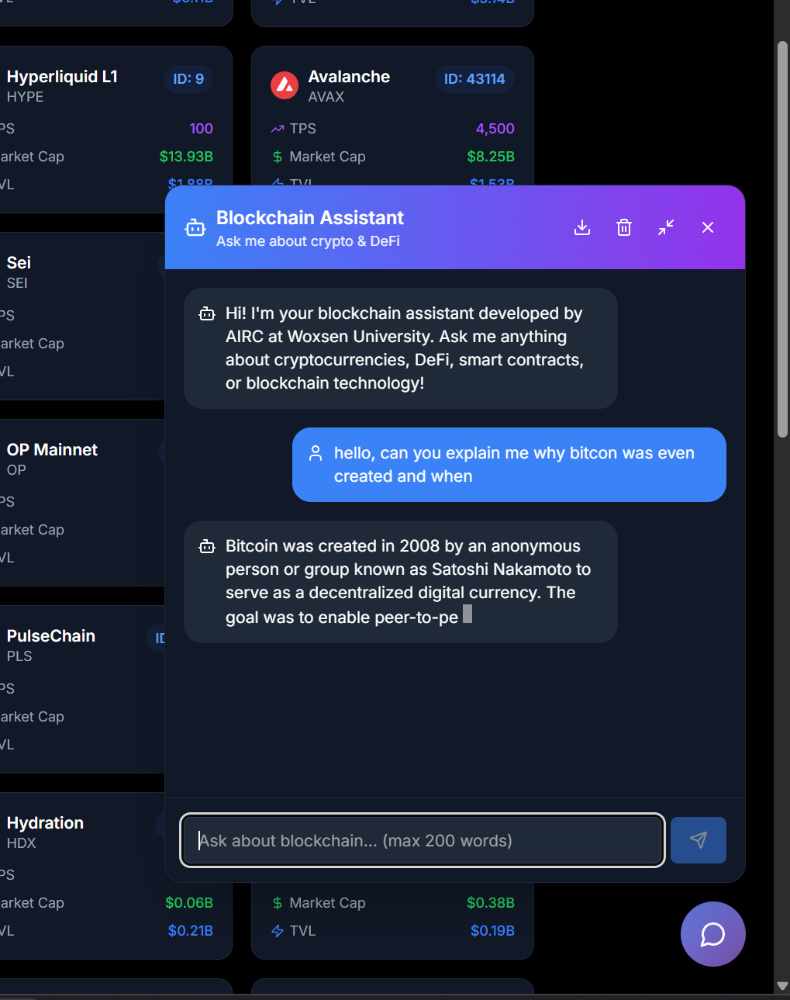 TVL
Hyperliquid L1
ID: 9
HYPE
PS
100
arket Cap
$13.93B
VL
$1.88B
Avalanche
ID: 43114
AVAX
TPS
4,500
Market Cap
$8.25B
TVL
$1.53B
Sei
SEI
PS
arket Cap
VL
OP Mainnet
OP
PS
arket Cap
VL
PulseChain
ID
PLS
PS
arket Cap
VL
Hydration
HDX
PS
arket Cap
$0.06B
VL
$0.21B
Market Cap
$0.38B
TVL
$0.19B
Blockchain Assistant
Ask me about crypto & DeFi
Hi! I'm your blockchain assistant developed by
AIRC at Woxsen University. Ask me anything
about cryptocurrencies, DeFi, smart contracts,
or blockchain technology!
hello, can you explain me why bitcon was even
created and when
Bitcoin was created in 2008 by an anonymous
person or group known as Satoshi Nakamoto to
serve as a decentralized digital currency. The
goal was to enable peer-to-pe
Ask about blockchain... (max 200 words)